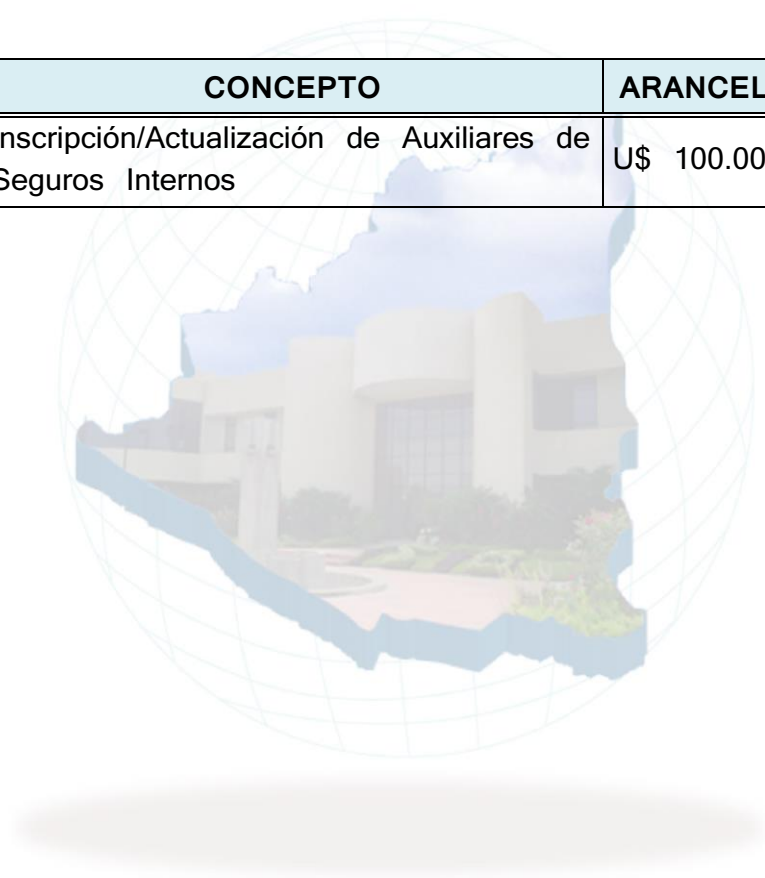 CONCEPTO ARANCEL
nscripción/Actualización de Auxiliares de U$ 100.00
Seguros Internos